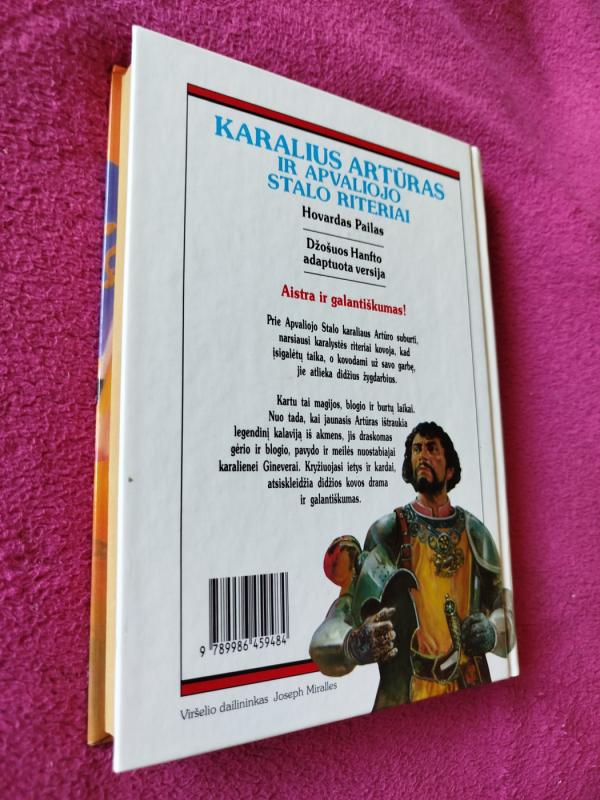 KARALIUS ARTŪRAS
IR APVALIOJO
STALO RITERIAI
Hovardas Pailas
Džošuos Hanfto
adaptuota versija
Aistra ir galantiškumas!
Prie Apvaliojo Stalo karaliaus Artūro suburti,
narsiausi karalystės riteriai kovoja, kad
įsigalėtų taika, o kovodami už savo garbę,
jie atlieka didžius žygdarbius.
Kartu tai magijos, blogio ir burtų laikai.
Nuo tada, kai jaunasis Artūras ištraukia
legendinį kalaviją iš akmens, jis draskomas
gėrio ir blogio, pavydo ir meilės nuostabiajai
karalienei Gineverai. Kryžiuojasi ietys ir kardai,
atsiskleidžia didžios kovos drama
ir galantiškumas.
9 789986 459484
Viršelio dailininkas Joseph Miralles